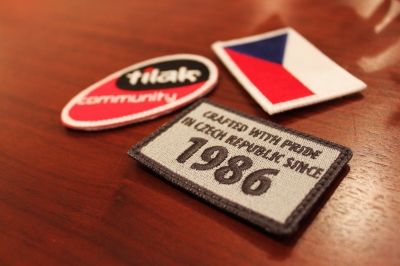 tilak
community
CRAFTED WITH PRIDE
IN CZECH REPUBLIC SINCE
1986